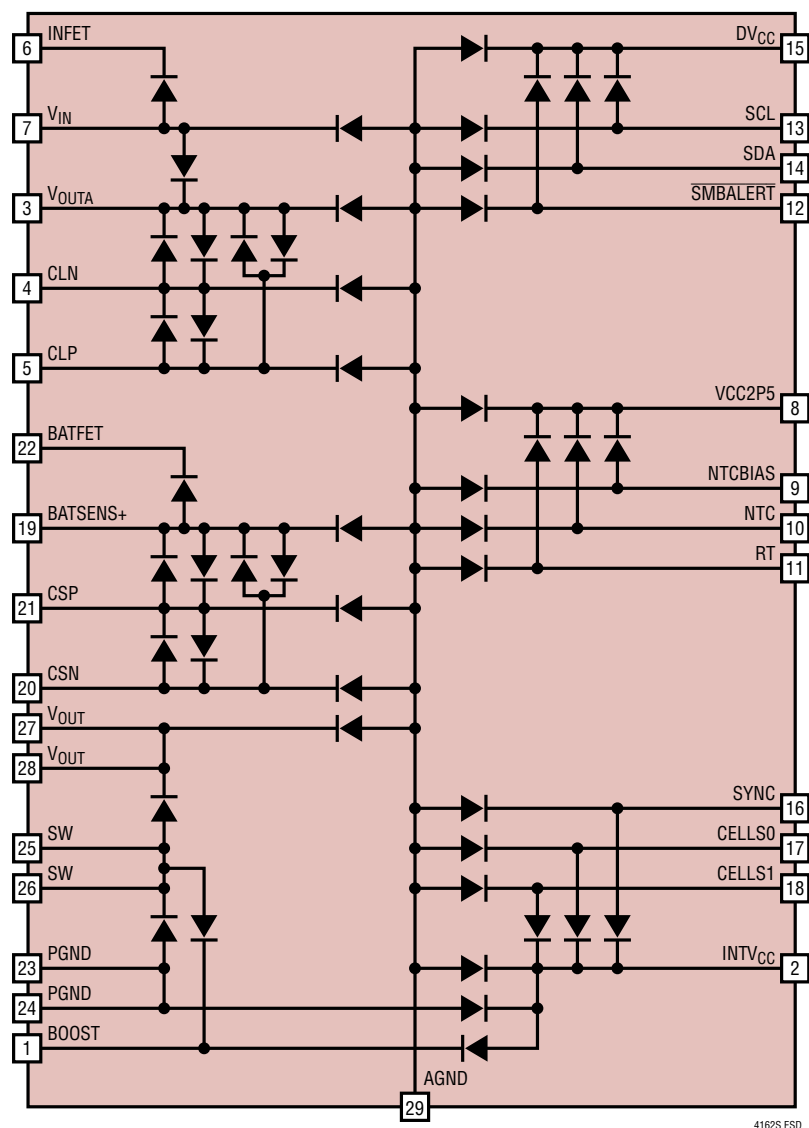 6 INFET
DVCC 15
7 VIN
SCL 13
SDA 14
3 VOUTA
SMBALERT 12
4 CLN
5 CLP
VCC2P5 8
22 BATFET
NTCBIAS 9
19 BATSENS+
NTC 10
RT 11
21 CSP
20 CSN
27 VOUT
28 VOUT
SYNC 16
25 SW
CELLS0 17
26 SW
CELLS1 18
23 PGND
INTVCC 2
24 PGND
1 BOOST
AGND
29
4162S ESD